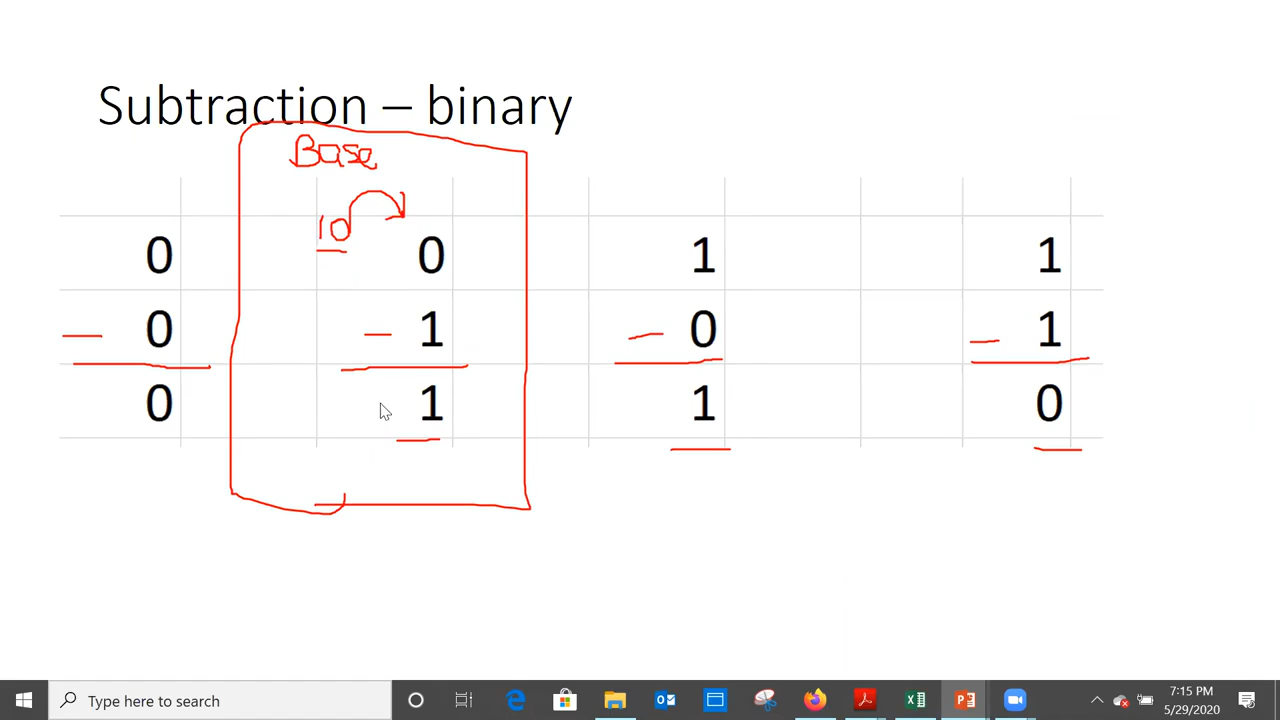 Subtraction – binary
Base
10
0 0 1 1
– 0 – 1 – 0 – 1
0 1 1 0
Type here to search
7:15 PM
5/29/2020